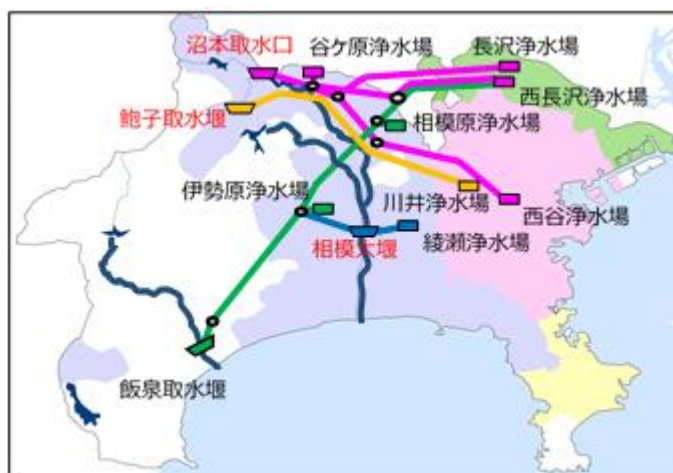 沼本取水口
谷ケ原浄水場
長沢浄水場
西長沢浄水場
鮑子取水堰
相模原浄水場
伊勢原浄水場
川井浄水場
西谷浄水場
相模大堰
綾瀬浄水場
飯泉取水堰